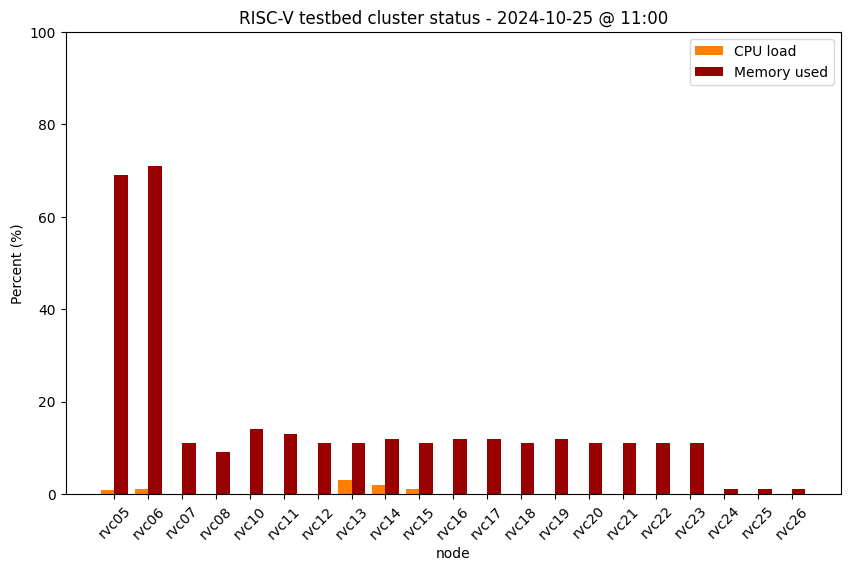 RISC-V testbed cluster status - 2024-10-25 @ 11:00
CPU load
Memory used
Percent (%)
100
80
60
40
20
0
rvc05 rvc06 rvc07 rvc08 rvc10 rvc11 rvc12 rvc13 rvc14 rvc15 rvc16 rvc17 rvc18 rvc19 rvc20 rvc21 rvc22 rvc23 rvc24 rvc25 rvc26
node